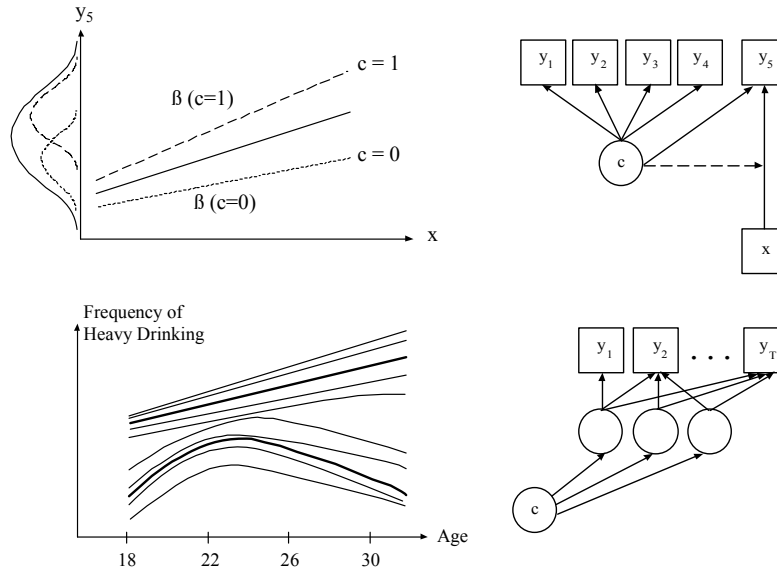 y5
c = 1
ß (c=1)
c = 0
ß (c=0)
x
y1 y2 y3 y4 y5
c
x
Frequency of
Heavy Drinking
18 22 26 30
Age
y1 y2 . . . yT
c